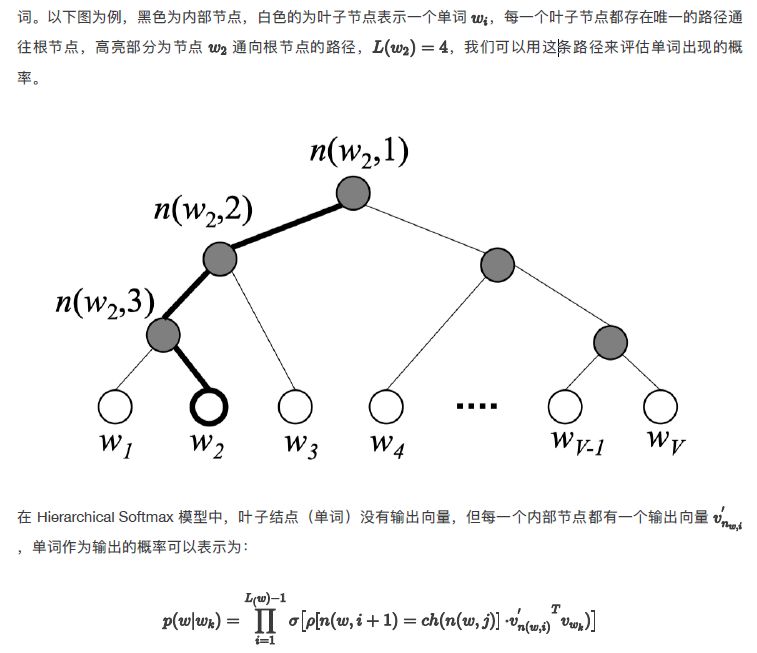 词。以下图为例，黑色为内部节点，白色的为叶子节点表示一个单词 w_i，每一个叶子节点都存在唯一的路径通
往根节点，高亮部分为节点 w_2 通向根节点的路径，L(w_2) = 4，我们可以用这条路径来评估单词出现的概
率。
n(w_2,1)
n(w_2,2)
n(w_2,3)
w_1 w_2 w_3 w_4 .... w_{V-1} w_V
在 Hierarchical Softmax 模型中，叶子结点（单词）没有输出向量，但每一个内部节点都有一个输出向量 v'_{n_{w,i}}
，单词作为输出的概率可以表示为：
p(w|w_k) = ∏_{i=1}^{L(w)-1} σ[ρ[n(w,i+1) = ch(n(w,j)] ·v'_{n(w,i)}^T v_{w_k})]